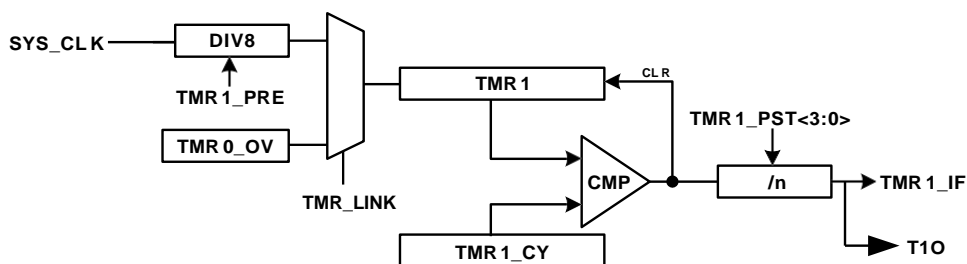 SYS_CLK
DIV8
TMR1_PRE
TMR0_OV
TMR_LINK
TMR1
CLR
CMP
TMR1_CY
TMR1_PST<3:0>
/n
TMR1_IF
T1O